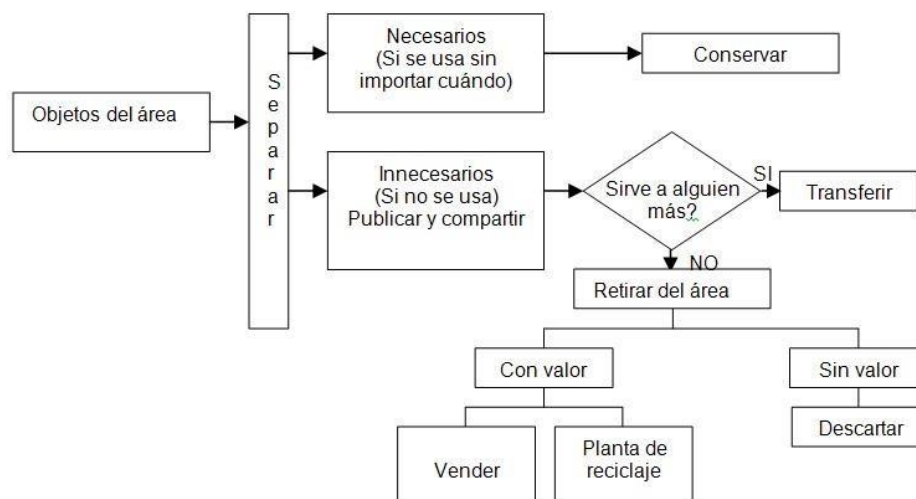 Objetos del área
Separar
Necesarios
(Si se usa sin
importar cuándo)
Conservar
Innecesarios
(Si no se usa)
Publicar y compartir
Sirve a alguien
más?
SI
Transferir
NO
Retirar del área
Con valor
Sin valor
Vender
Planta de
reciclaje
Descartar